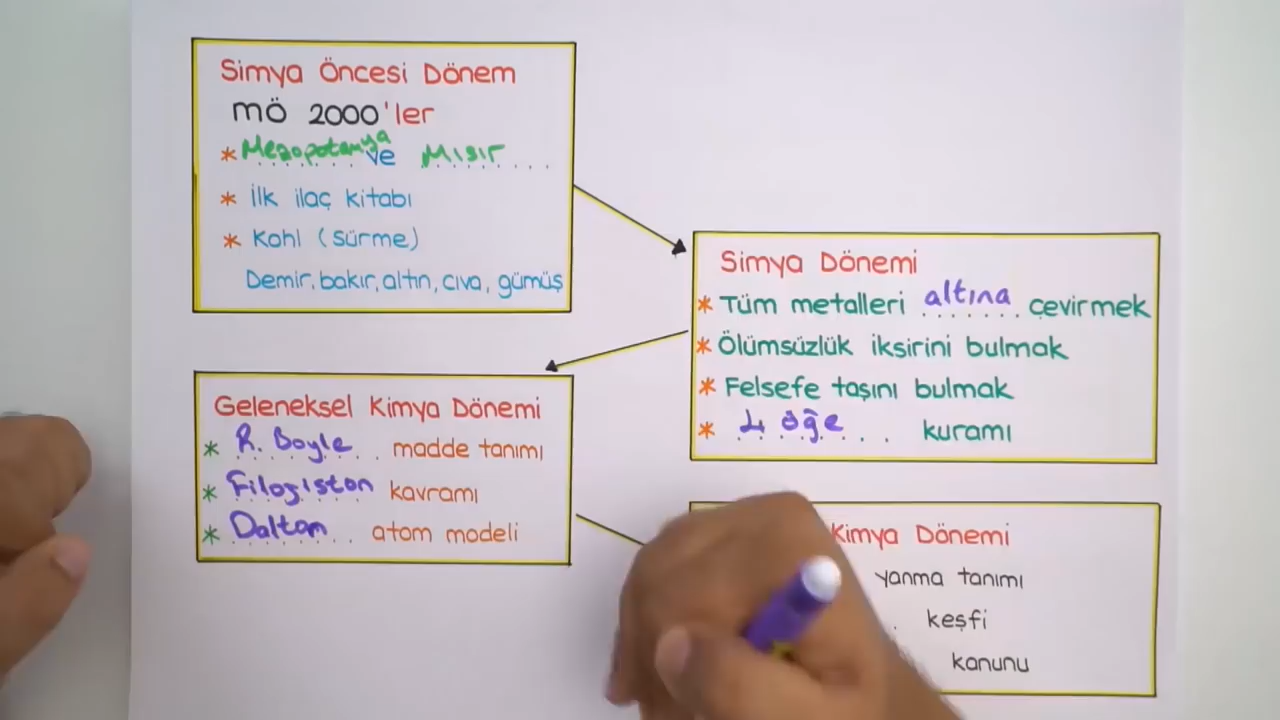 Simya Öncesi Dönem
mö 2000'ler
* Mezopotamya ve Mısır
* İlk ilaç kitabı
* Kohl (sürme)
Demir, bakır, altın, cıva, gümüş
Simya Dönemi
* Tüm metalleri altına çevirmek
* Ölümsüzlük iksirini bulmak
* Felsefe taşını bulmak
* 4 öğe kuramı
Geleneksel Kimya Dönemi
* R. Boyle madde tanımı
* Filogiston kavramı
* Dalton atom modeli
Kimya Dönemi
yanma tanımı
keşfi
kanunu